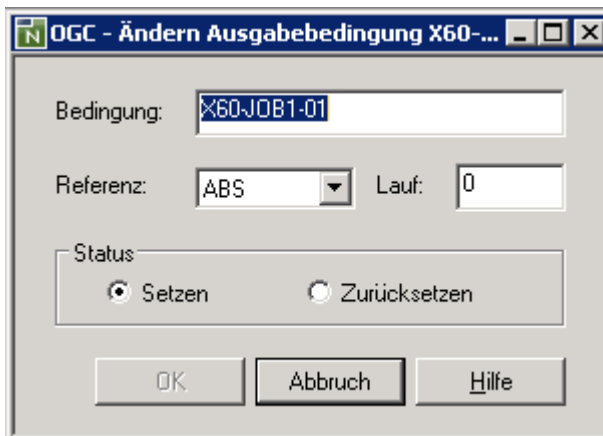 OGC - Ändern Ausgabebedingung X60-...
Bedingung: X60-JOB1-01
Referenz: ABS Lauf: 0
Status
Setzen Zurücksetzen
OK Abbruch Hilfe